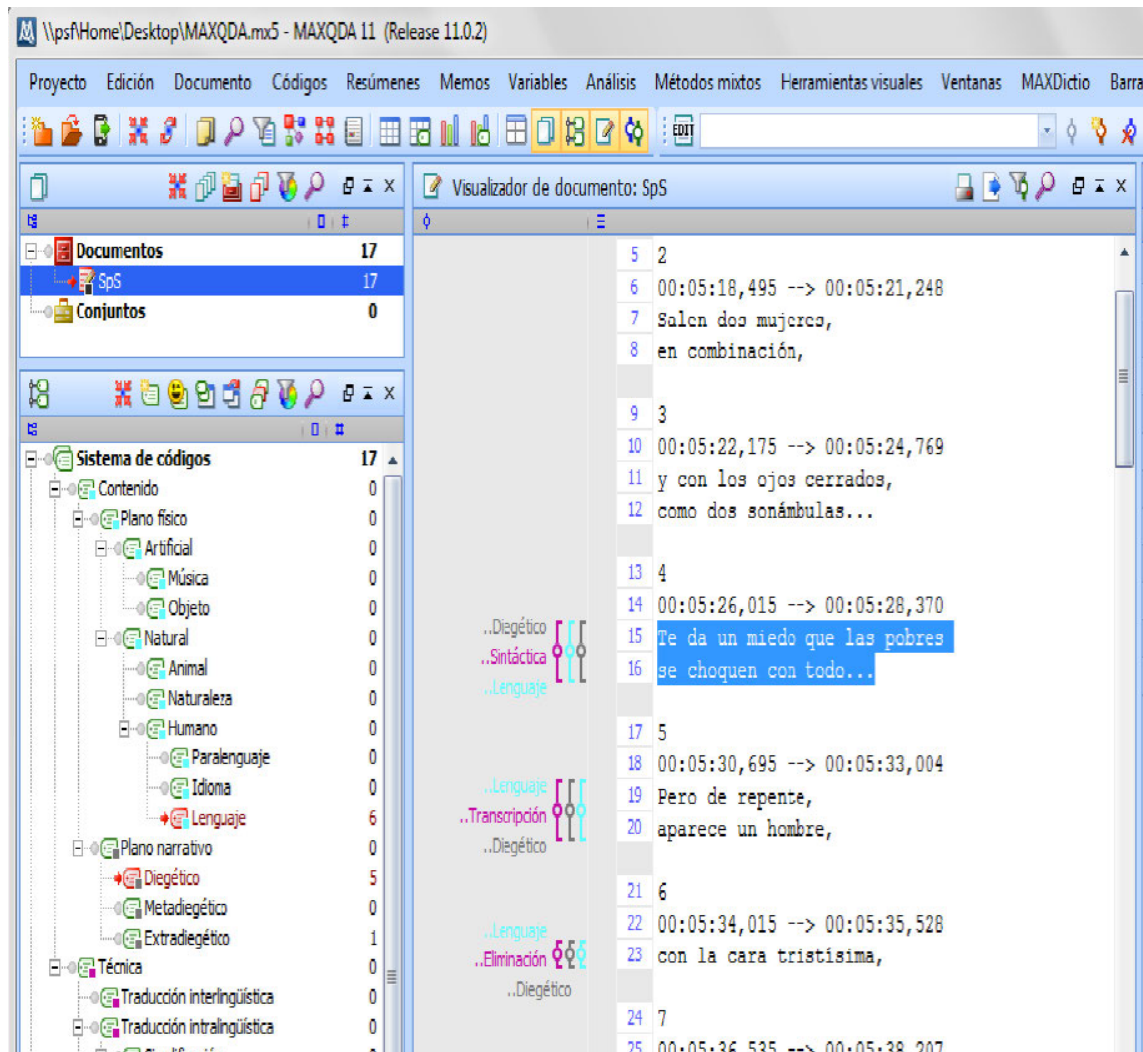 \\psf\Home\Desktop\MAXQDA.mx5 - MAXQDA 11 (Release 11.0.2)
Proyecto Edición Documento Códigos Resúmenes Memos Variables Análisis Métodos mixtos Herramientas visuales Ventanas MAXDictio Barra
EDIT
Documentos 17
SpS 17
Conjuntos 0
Sistema de códigos 17
Contenido 0
Plano físico 0
Artificial 0
Música 0
Objeto 0
Natural 0
Animal 0
Naturaleza 0
Humano 0
Paralenguaje 0
Idioma 0
Lenguaje 6
Plano narrativo 0
Diegético 5
Metadiegético 0
Extradiegético 1
Técnica 0
Traducción interlingüística 0
Traducción intralingüística 0
Visualizador de documento: SpS
5 2
6 00:05:18,495 --> 00:05:21,248
7 Salen dos mujeres,
8 en combinación,
9 3
10 00:05:22,175 --> 00:05:24,769
11 y con los ojos cerrados,
12 como dos sonámbulas...
13 4
14 00:05:26,015 --> 00:05:28,370
..Diegético
15 Te da un miedo que las pobres
..Sintáctica
16 se choquen con todo...
..Lenguaje
17 5
18 00:05:30,695 --> 00:05:33,004
..Lenguaje
19 Pero de repente,
..Transcripción
20 aparece un hombre,
..Diegético
21 6
22 00:05:34,015 --> 00:05:35,528
..Lenguaje
23 con la cara tristísima,
..Eliminación
..Diegético
24 7
25 00:05:36,535 --> 00:05:38,207